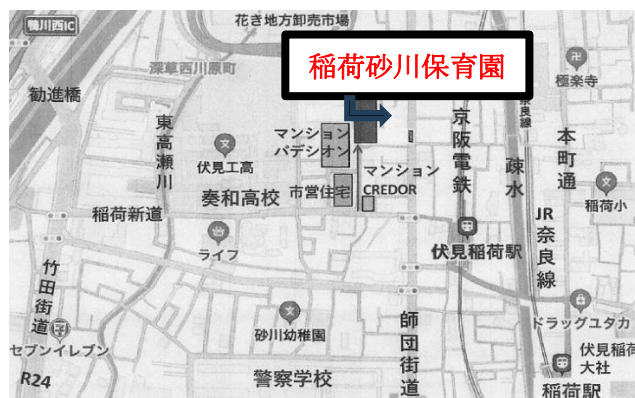 鴨川西IC
花き地方卸売市場
稲荷砂川保育園
深草西川原町
極楽寺
勧進橋
東高瀬川
マンション
パデシオン
京阪電鉄
疏水
奈良線
本町通
伏見工高
マンション
CREDOR
市営住宅
奏和高校
稲荷小
稲荷新道
ライフ
伏見稲荷駅
JR
奈良線
竹田街道
砂川幼稚園
師団街道
ドラッグユタカ
セブンイレブン
伏見稲荷
大社
警察学校
R24
稲荷駅